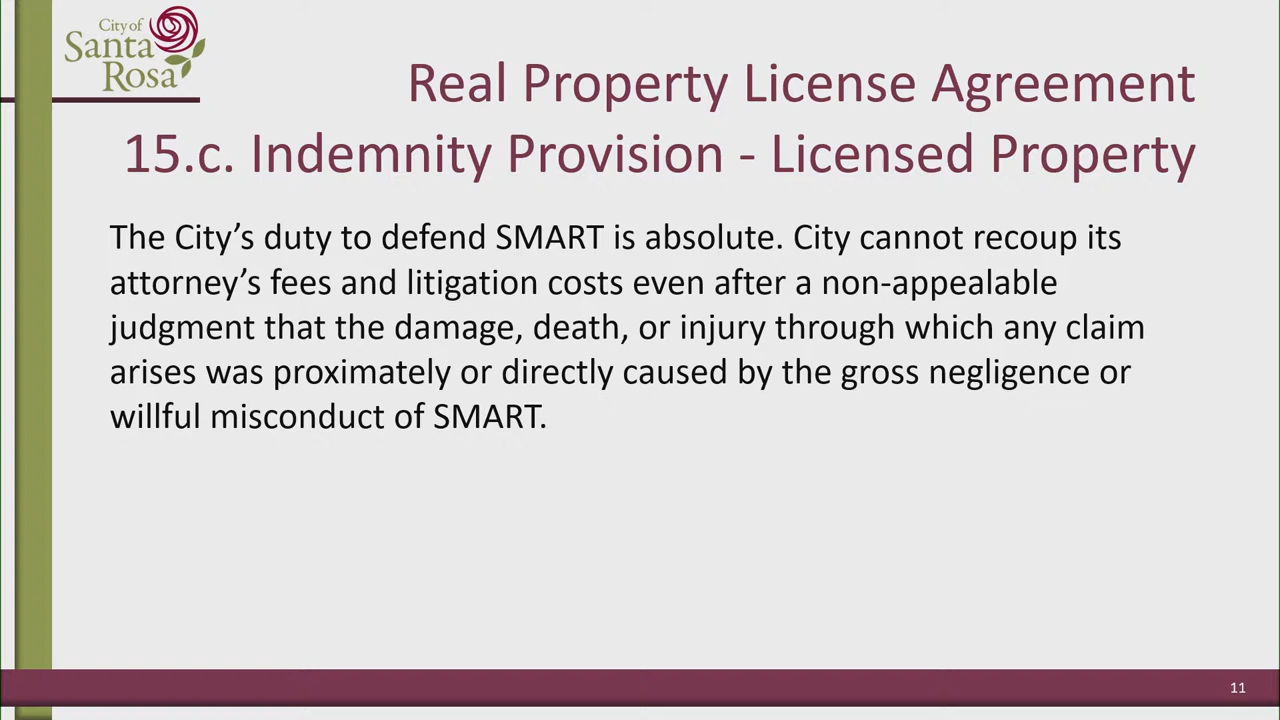 City of
Santa
Rosa
Real Property License Agreement
15.c. Indemnity Provision - Licensed Property
The City’s duty to defend SMART is absolute. City cannot recoup its
attorney’s fees and litigation costs even after a non-appealable
judgment that the damage, death, or injury through which any claim
arises was proximately or directly caused by the gross negligence or
willful misconduct of SMART.
11